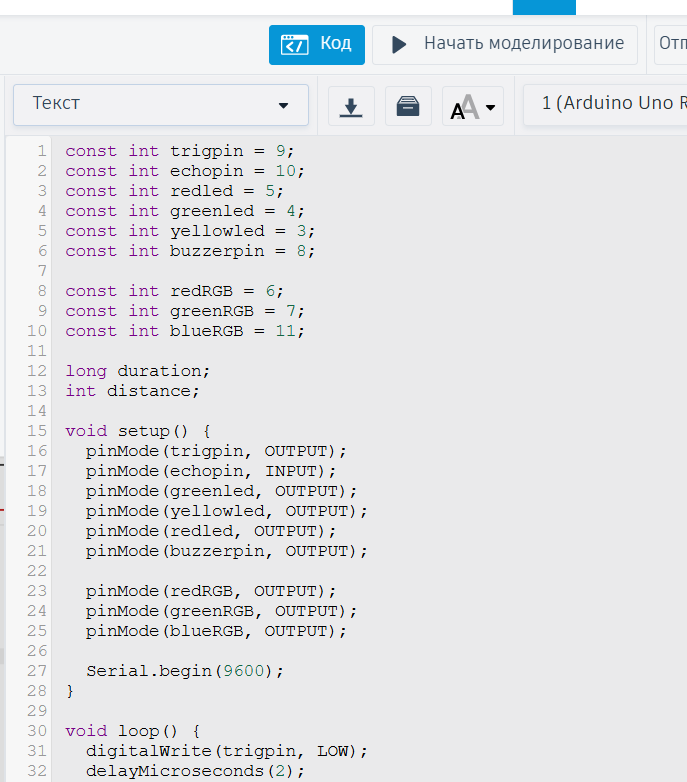 Код
Начать моделирование
Текст
1 (Arduino Uno
1 const int trigpin = 9;
2 const int echopin = 10;
3 const int redled = 5;
4 const int greenled = 4;
5 const int yellowled = 3;
6 const int buzzerpin = 8;
7
8 const int redRGB = 6;
9 const int greenRGB = 7;
10 const int blueRGB = 11;
11
12 long duration;
13 int distance;
14
15 void setup() {
16 pinMode(trigpin, OUTPUT);
17 pinMode(echopin, INPUT);
18 pinMode(greenled, OUTPUT);
19 pinMode(yellowled, OUTPUT);
20 pinMode(redled, OUTPUT);
21 pinMode(buzzerpin, OUTPUT);
22
23 pinMode(redRGB, OUTPUT);
24 pinMode(greenRGB, OUTPUT);
25 pinMode(blueRGB, OUTPUT);
26
27 Serial.begin(9600);
28 }
29
30 void loop() {
31 digitalWrite(trigpin, LOW);
32 delayMicroseconds(2);